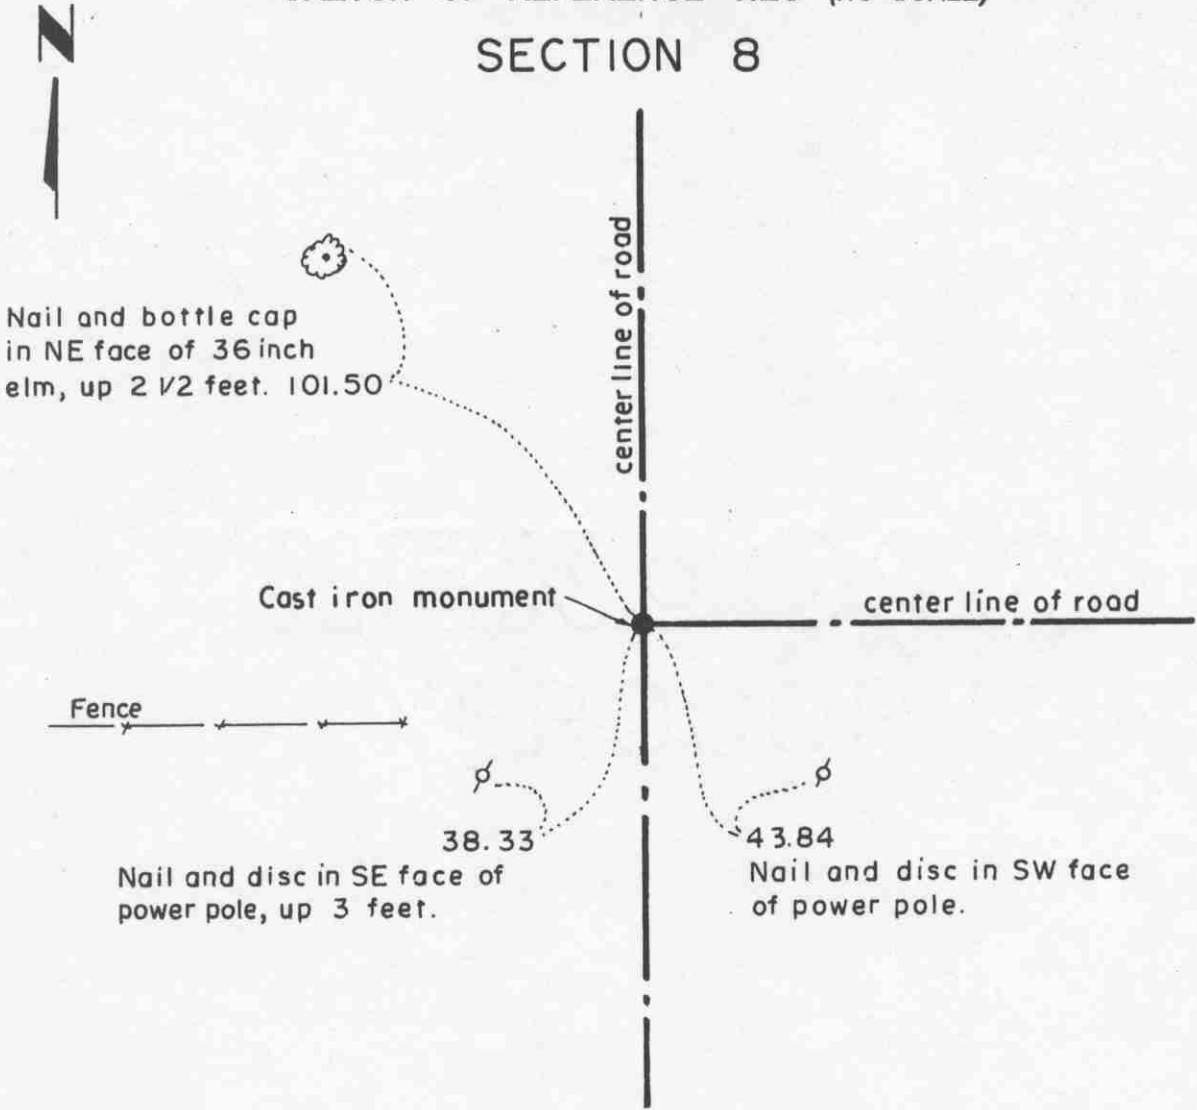 N
SECTION 8
center line of road
Nail and bottle cap
in NE face of 36 inch
elm, up 2 1/2 feet. 101.50
Cast iron monument
center line of road
Fence
38.33
43.84
Nail and disc in SE face of
power pole, up 3 feet.
Nail and disc in SW face
of power pole.